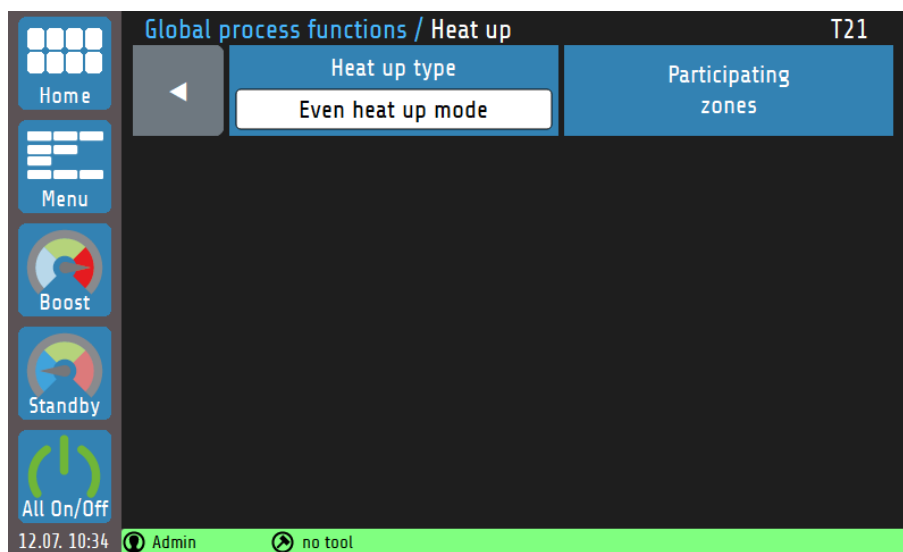 Global process functions / Heat up
T21
Home
Heat up type
Even heat up mode
Participating
zones
Menu
Boost
Standby
All On/Off
12.07. 10:34
Admin
no tool